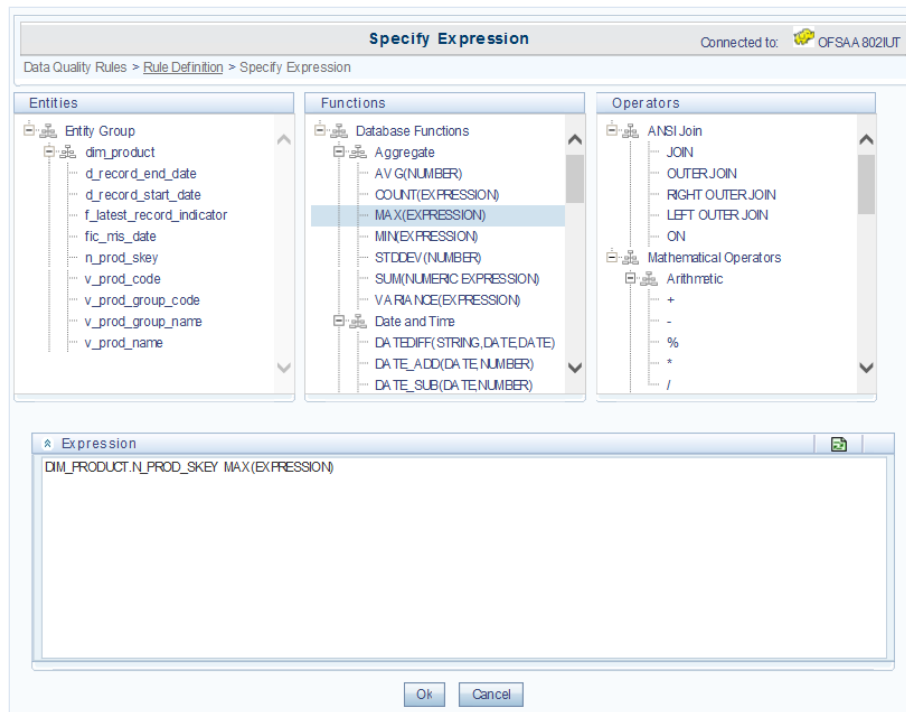 Specify Expression
Connected to: OFSAA802IUT
Data Quality Rules > Rule Definition > Specify Expression
Entities
Entity Group
dim_product
d_record_end_date
d_record_start_date
f_latest_record_indicator
fic_mis_date
n_prod_skey
v_prod_code
v_prod_group_code
v_prod_group_name
v_prod_name
Functions
Database Functions
Aggregate
AVG(NUMBER)
COUNT(EXPRESSION)
MAX(EXPRESSION)
MIN(EXPRESSION)
STDDEV(NUMBER)
SUM(NUMERIC EXPRESSION)
VARIANCE(EXPRESSION)
Date and Time
DATEDIFF(STRING,DATE,DATE)
DATE_ADD(DATE,NUMBER)
DATE_SUB(DATE,NUMBER)
Operators
ANSI Join
JOIN
OUTER JOIN
RIGHT OUTER JOIN
LEFT OUTER JOIN
ON
Mathematical Operators
Arithmetic
+
-
%
*
/
Expression
DIM_PRODUCT.N_PROD_SKEY MAX(EXPRESSION)
Ok Cancel